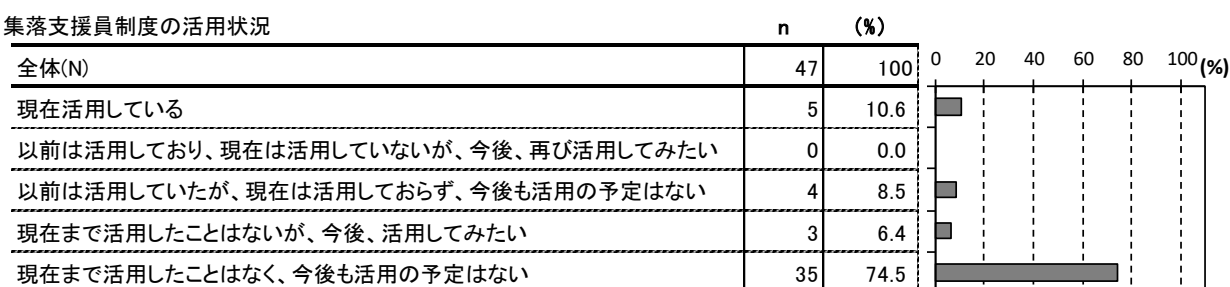 集落支援員制度の活用状況 n (%)
全体(N) 47 100 0 20 40 60 80 100 (%)
現在活用している 5 10.6
以前は活用しており、現在は活用していないが、今後、再び活用してみたい 0 0.0
以前は活用していたが、現在は活用しておらず、今後も活用の予定はない 4 8.5
現在まで活用したことはないが、今後、活用してみたい 3 6.4
現在まで活用したことはなく、今後も活用の予定はない 35 74.5